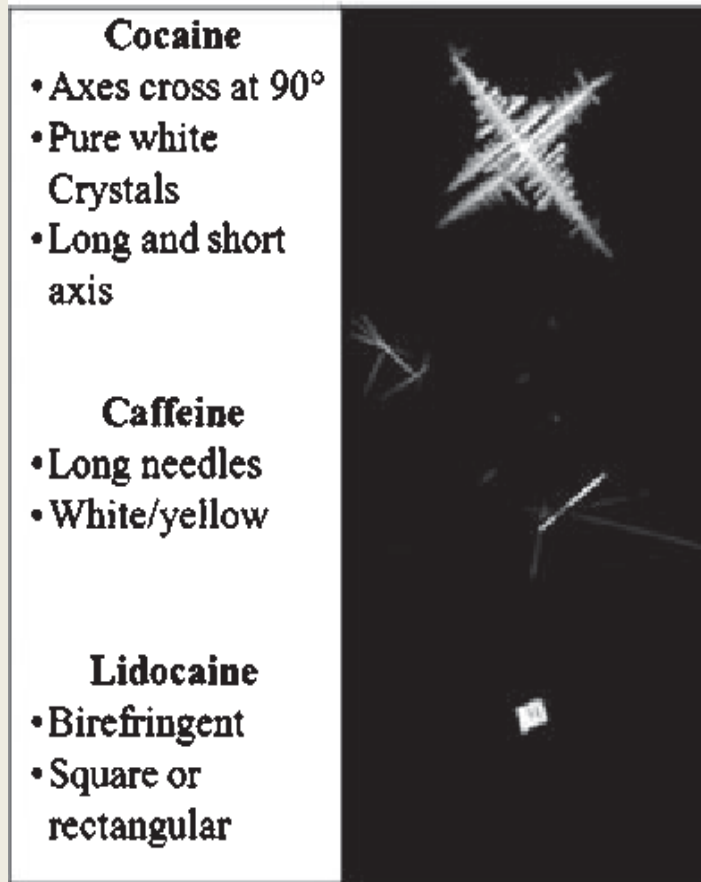 Cocaine
• Axes cross at 90°
• Pure white
Crystals
• Long and short
axis
Caffeine
• Long needles
• White/yellow
Lidocaine
• Birefringent
• Square or
rectangular